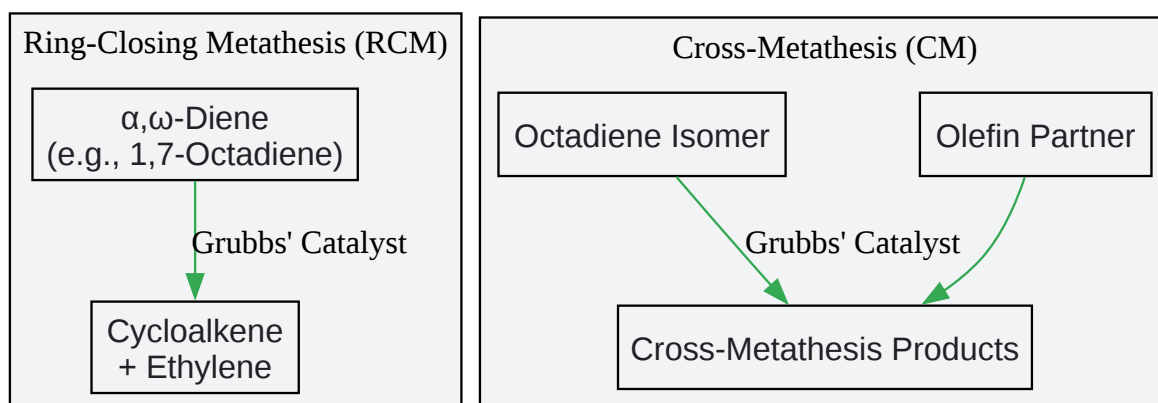 Ring-Closing Metathesis (RCM)
α,ω-Diene
(e.g., 1,7-Octadiene)
Grubbs' Catalyst
Cycloalkene
+ Ethylene
Cross-Metathesis (CM)
Octadiene Isomer
Olefin Partner
Grubbs' Catalyst
Cross-Metathesis Products